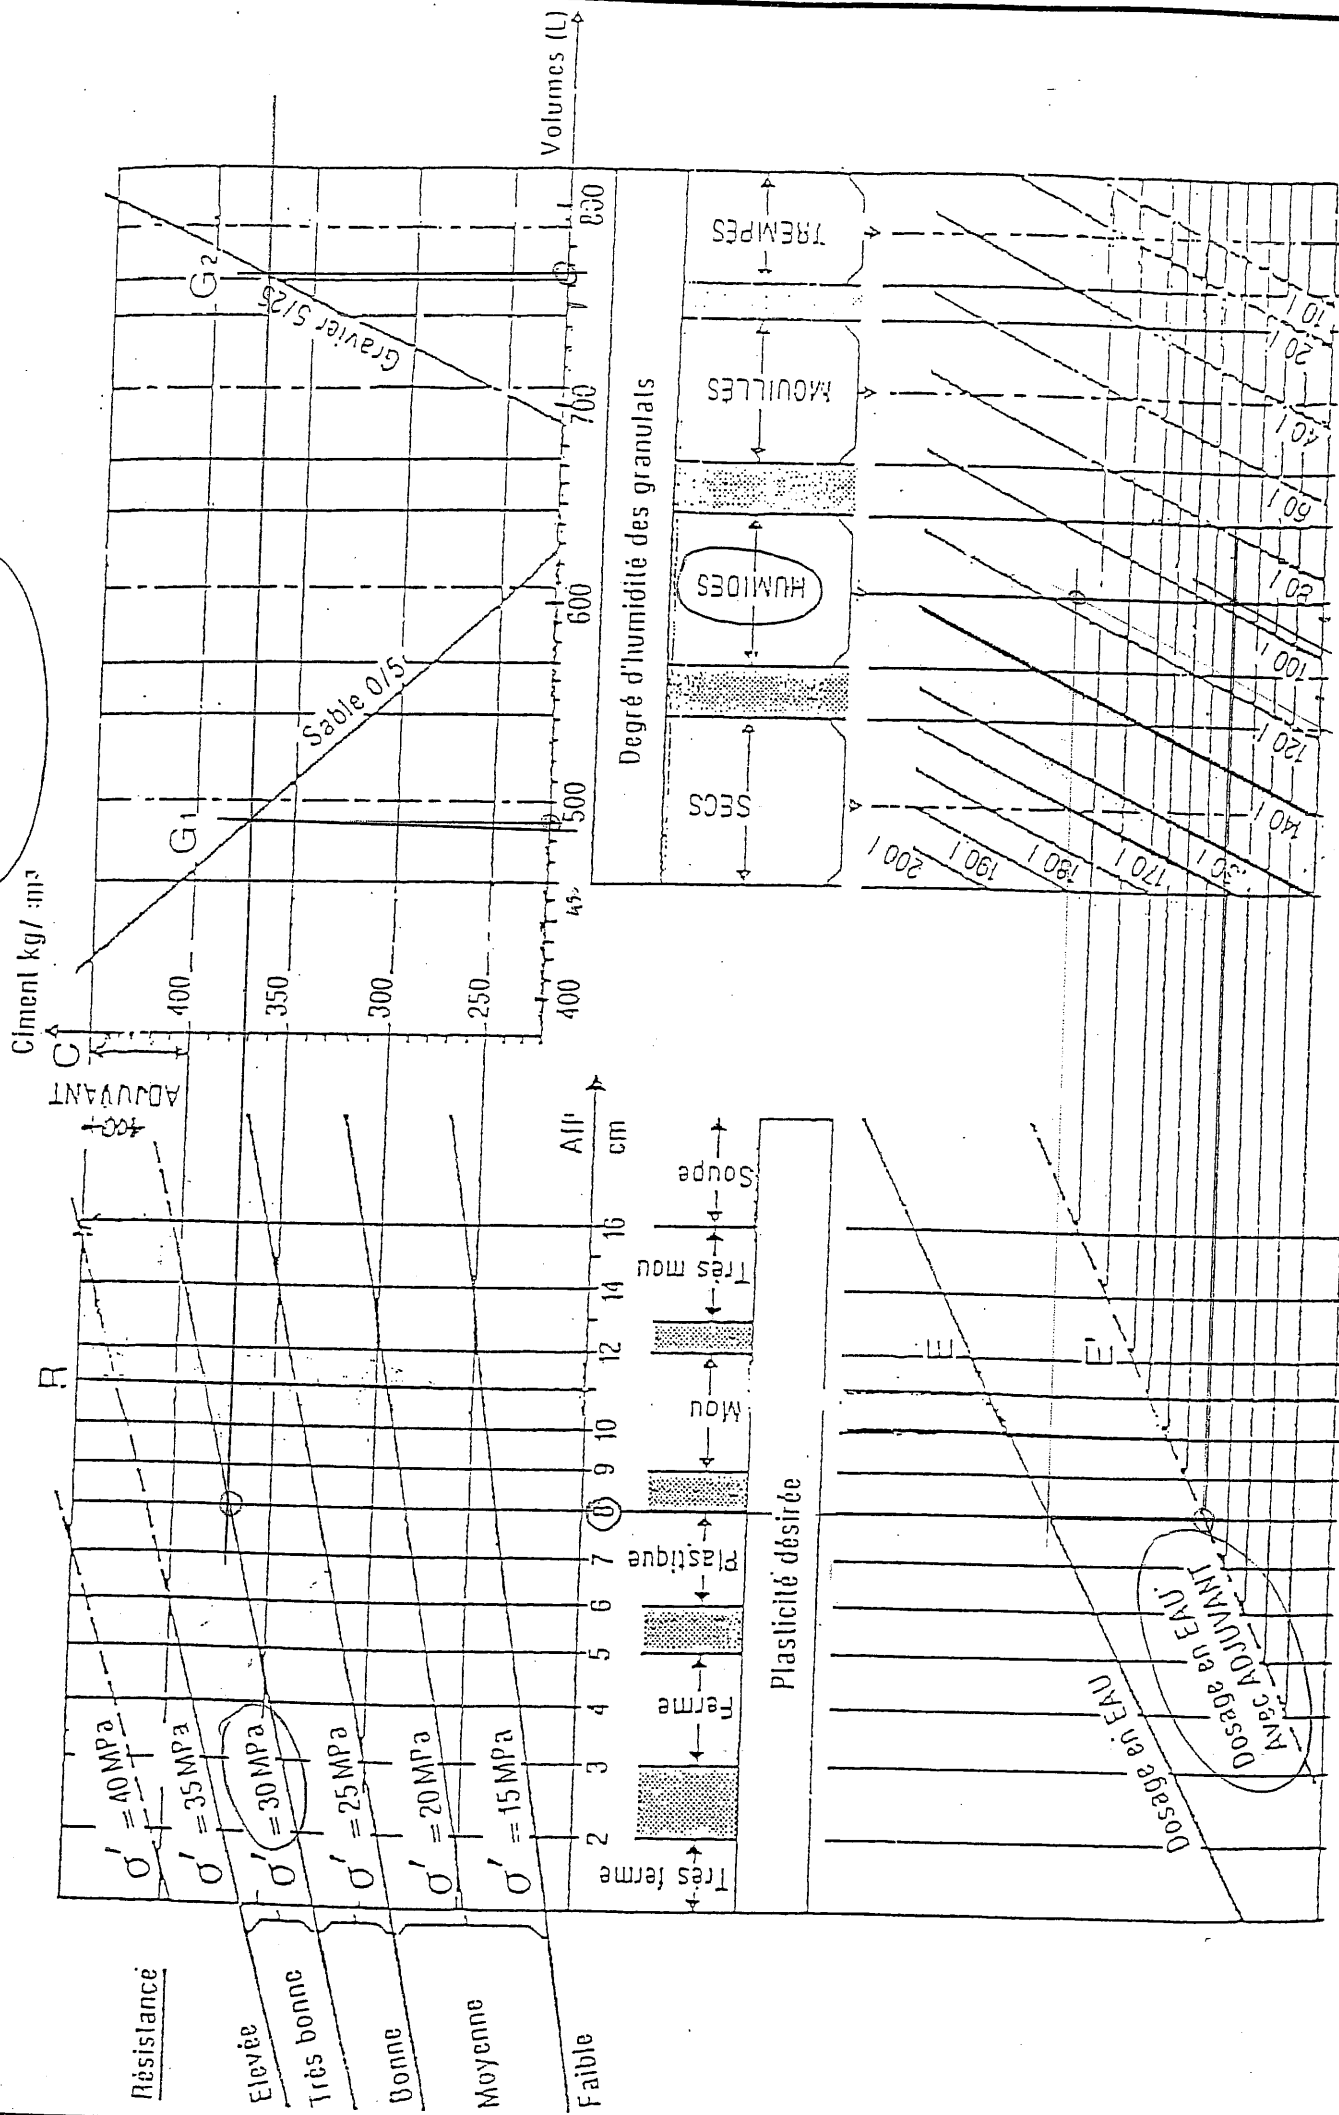 Résistance
Elevée
Très bonne
Bonne
Moyenne
Faible
σ' = 40 MPa
σ' = 35 MPa
σ' = 30 MPa
σ' = 25 MPa
σ' = 20 MPa
σ' = 15 MPa
R
ADJUVANT
C
Ciment kg/m³
400
350
300
250
2 3 4 5 6 7 8 9 10 12 14 16
Aff' cm
Très ferme
Ferme
Plastique
Mou
Très mou
Soupe
Plasticité désirée
G1
Sable 0/5
G2
Gravier 5/25
400 45 500 600 700 800
Volumes (L)
Degré d'humidité des granulats
SECS
HUMIDES
MOUILLÉS
TREMPÉS
E
E'
Dosage en EAU
Dosage en EAU
Avec ADJUVANT
200 l
190 l
180 l
170 l
140 l
120 l
100 l
80 l
60 l
40 l
20 l
10 l